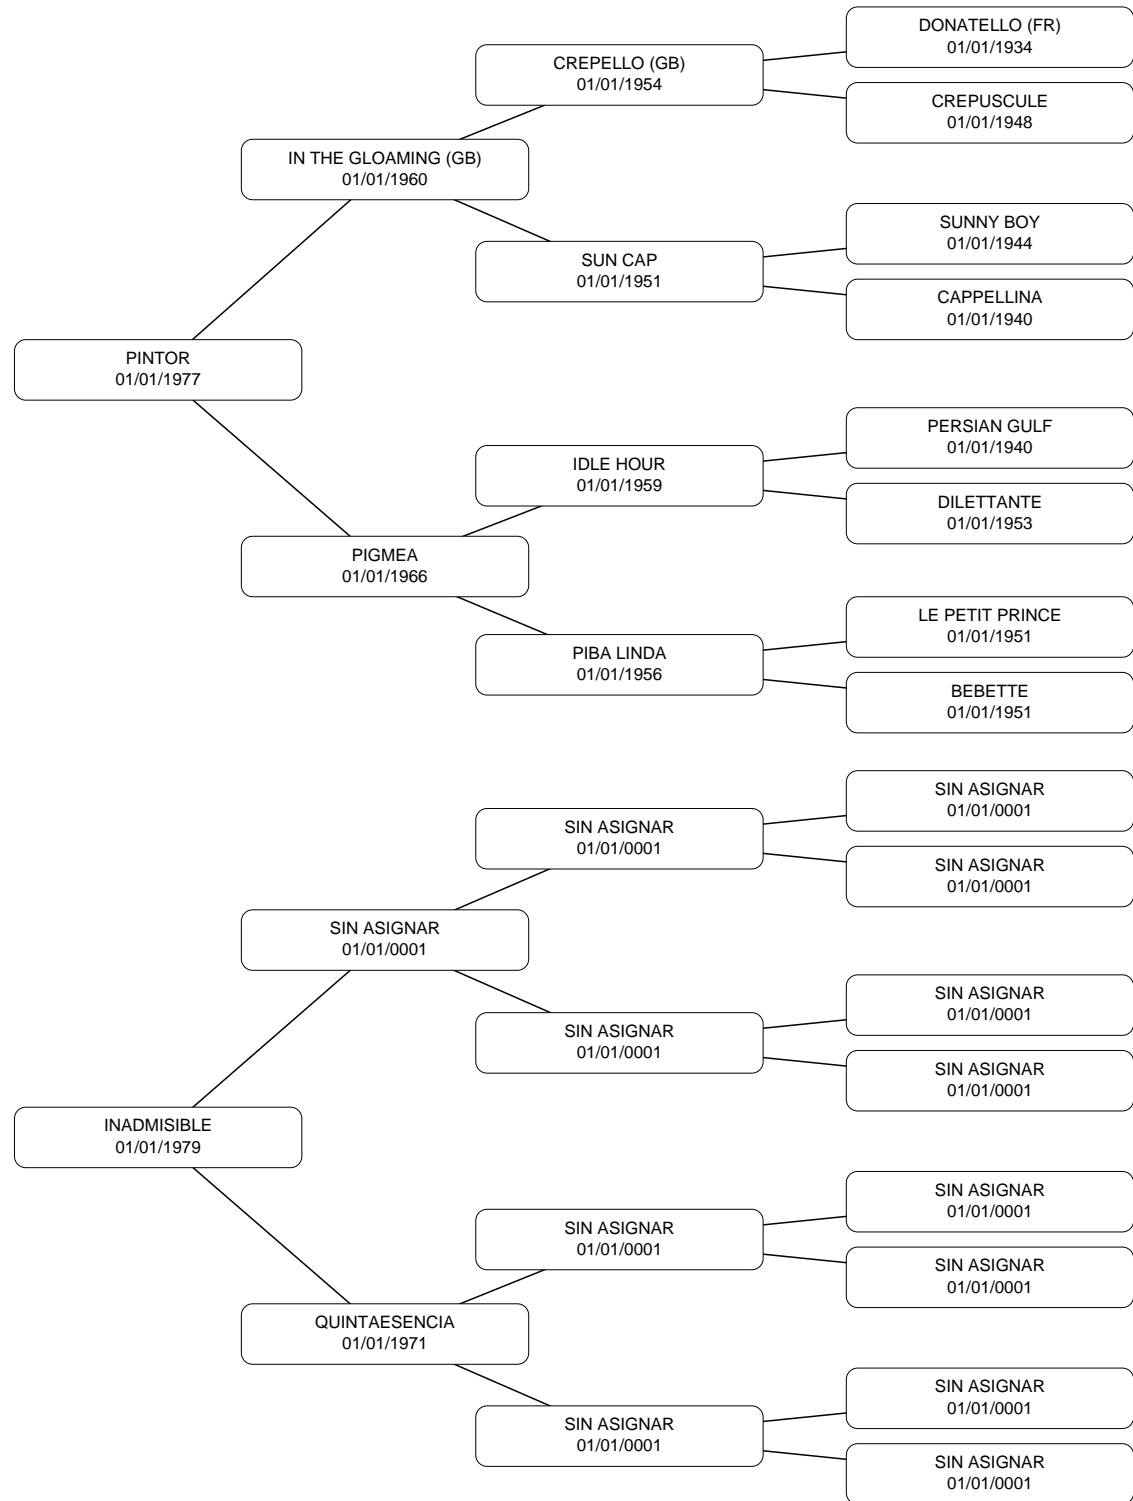 DONATELLO (FR)
01/01/1934
CREPELLO (GB)
01/01/1954
CREPUSCULE
01/01/1948
IN THE GLOAMING (GB)
01/01/1960
SUNNY BOY
01/01/1944
SUN CAP
01/01/1951
CAPPELLINA
01/01/1940
PINTOR
01/01/1977
PERSIAN GULF
01/01/1940
IDLE HOUR
01/01/1959
DILETTANTE
01/01/1953
PIGMEA
01/01/1966
LE PETIT PRINCE
01/01/1951
PIBA LINDA
01/01/1956
BEBETTE
01/01/1951
SIN ASIGNAR
01/01/0001
SIN ASIGNAR
01/01/0001
SIN ASIGNAR
01/01/0001
SIN ASIGNAR
01/01/0001
SIN ASIGNAR
01/01/0001
SIN ASIGNAR
01/01/0001
SIN ASIGNAR
01/01/0001
INADMISIBLE
01/01/1979
SIN ASIGNAR
01/01/0001
SIN ASIGNAR
01/01/0001
SIN ASIGNAR
01/01/0001
QUINTAESENCIA
01/01/1971
SIN ASIGNAR
01/01/0001
SIN ASIGNAR
01/01/0001
SIN ASIGNAR
01/01/0001